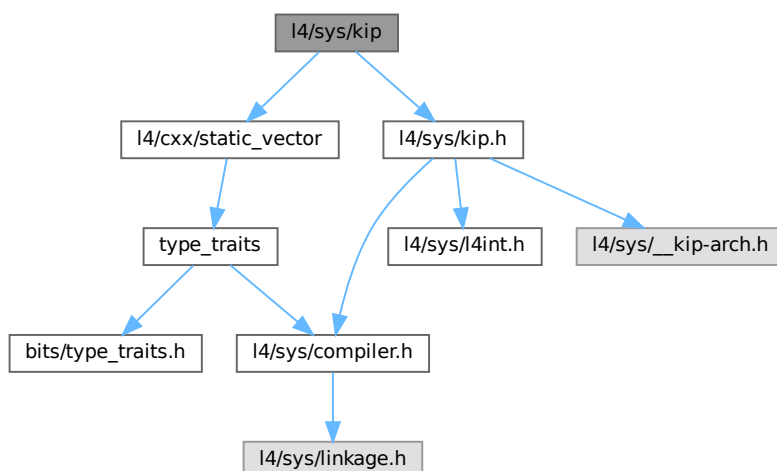 l4/sys/kip
l4/cxx/static_vector
l4/sys/kip.h
type_traits
l4/sys/l4int.h
l4/sys/__kip-arch.h
bits/type_traits.h
l4/sys/compiler.h
l4/sys/linkage.h